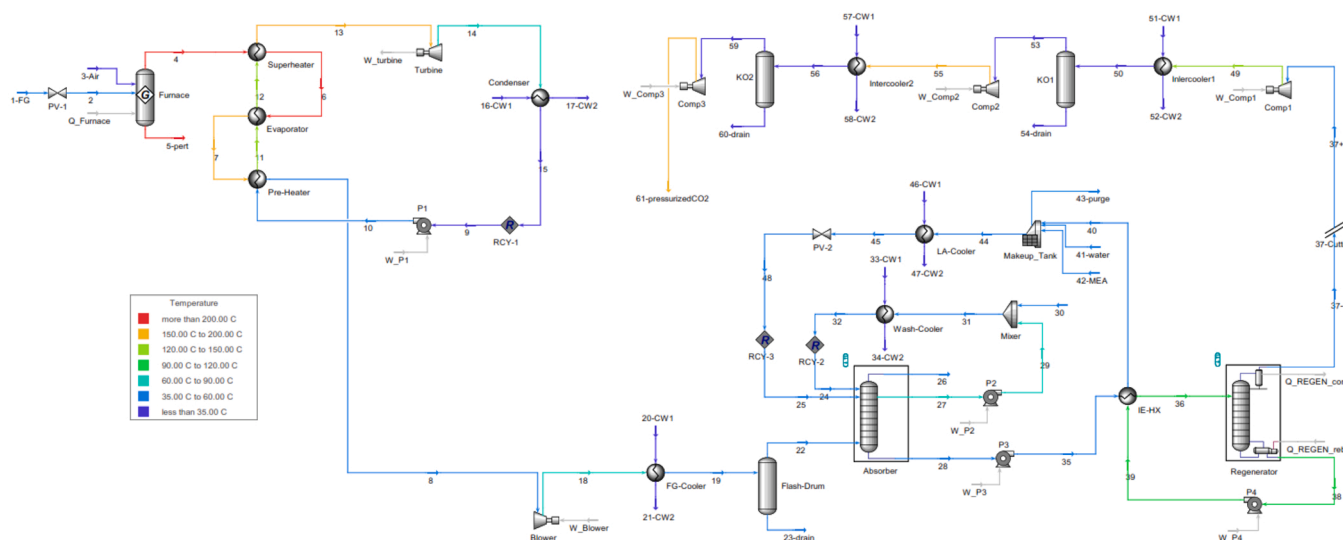 13
14
4
Superheater
W_turbine
Turbine
3-Air
1-FG
PV-1
2
Furnace
Q_Furnace
5-pert
12
6
Evaporator
7
11
Pre-Heater
Condenser
16-CW1
17-CW2
15
P1
10
9
RCY-1
W_P1
59
57-CW1
53
51-CW1
KO2
56
Intercooler2
55
KO1
50
Intercooler1
49
W_Comp3
Comp3
W_Comp2
Comp2
W_Comp1
Comp1
58-CW2
52-CW2
60-drain
54-drain
61-pressurizedCO2
37+
46-CW1
43-purge
40
PV-2
45
44
LA-Cooler
Makeup_Tank
41-water
42-MEA
47-CW2
33-CW1
48
32
31
30
Wash-Cooler
Mixer
34-CW2
RCY-3
RCY-2
29
26
25
24
27
P2
W_P2
22
Absorber
28
P3
35
W_P3
IE-HX
36
39
37-Cutt
37-
Q_REGEN_con
Q_REGEN_reb
Regenerator
38
P4
W_P4
Temperature
more than 200.00 C
150.00 C to 200.00 C
120.00 C to 150.00 C
90.00 C to 120.00 C
60.00 C to 90.00 C
35.00 C to 60.00 C
less than 35.00 C
20-CW1
8
18
19
FG-Cooler
Flash-Drum
21-CW2
Blower
W_Blower
23-drain
G
R
R
R